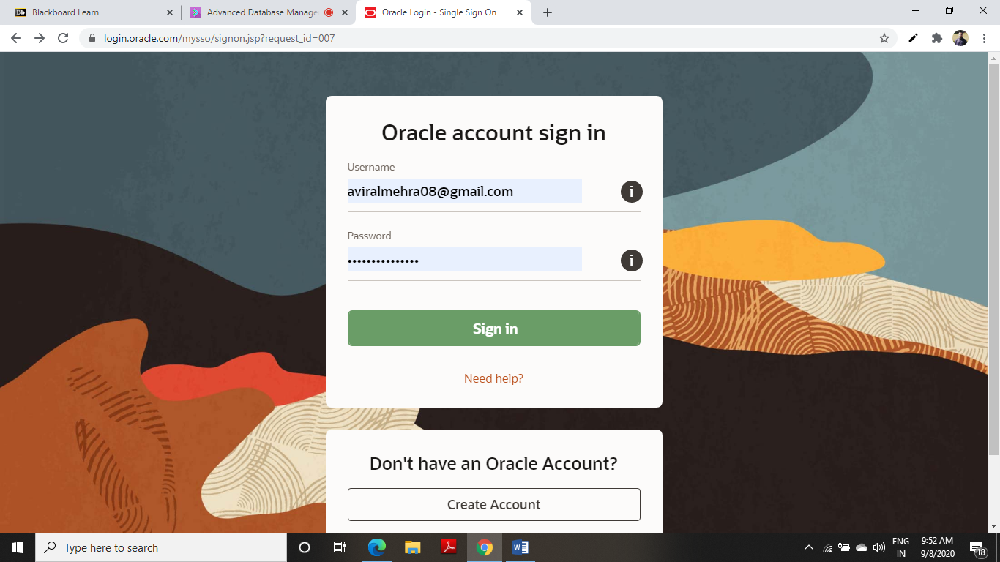 Bb Blackboard Learn
Advanced Database Manage
Oracle Login - Single Sign On
login.oracle.com/mysso/signon.jsp?request_id=007
Oracle account sign in
Username
aviralmehra08@gmail.com
i
Password
•••••••••••••••
i
Sign in
Need help?
Don't have an Oracle Account?
Create Account
Type here to search
ENG
IN
9:52 AM
9/8/2020
18